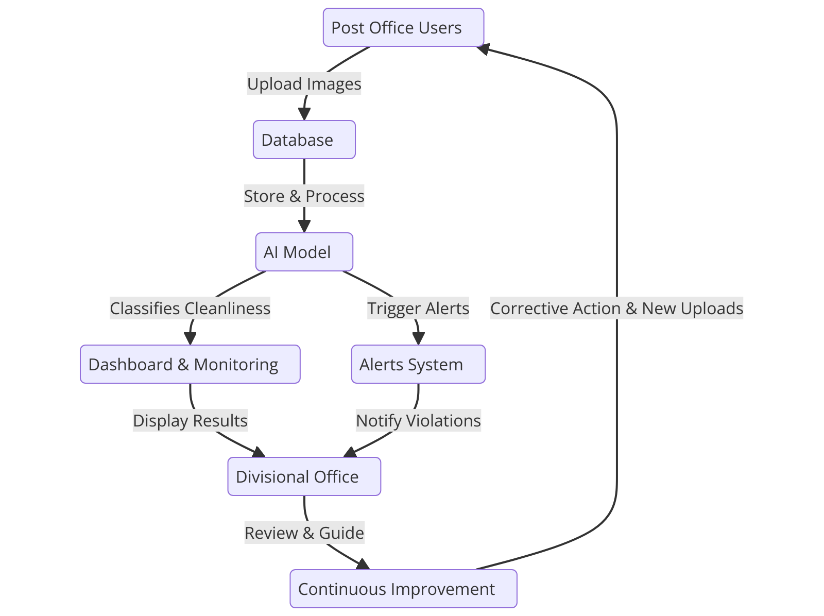 Post Office Users
Upload Images
Database
Store & Process
AI Model
Classifies Cleanliness
Trigger Alerts
Corrective Action & New Uploads
Dashboard & Monitoring
Alerts System
Display Results
Notify Violations
Divisional Office
Review & Guide
Continuous Improvement